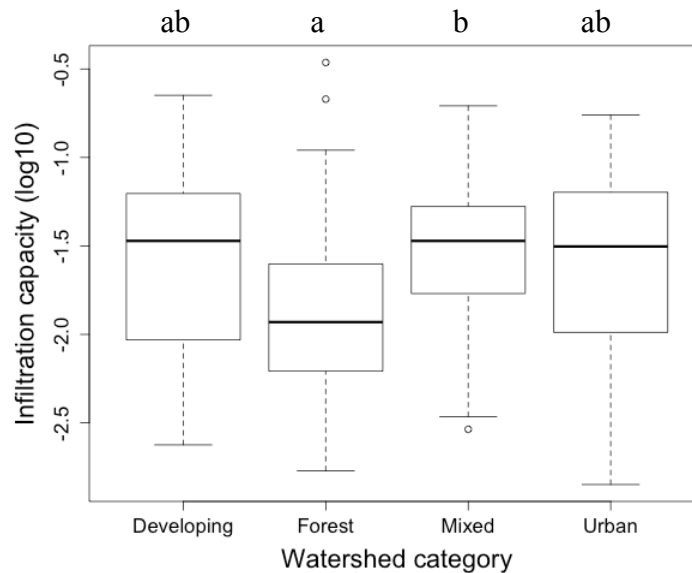 ab a b ab
Infiltration capacity (log10)
-0.5
-1.0
-1.5
-2.0
-2.5
Developing Forest Mixed Urban
Watershed category